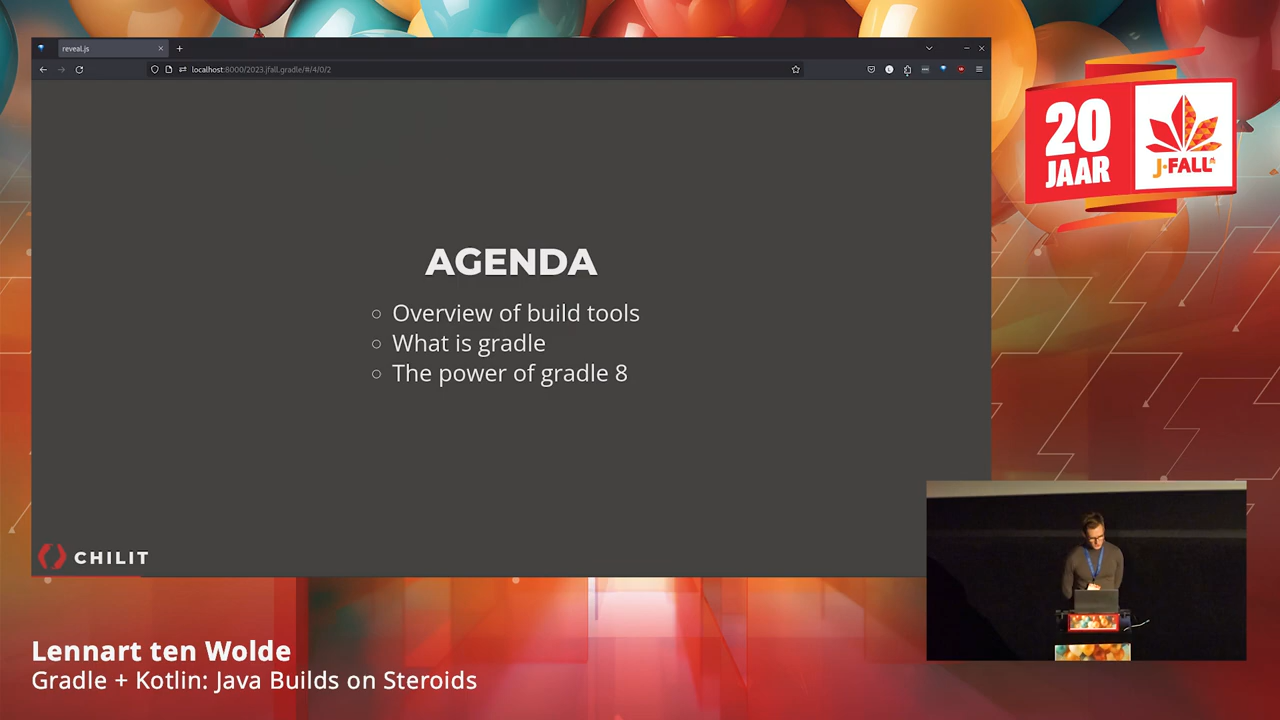 reveal.js
localhost:8000/2023.jfall.gradle/#/4/0/2
20
JAAR
J-FALL
AGENDA
Overview of build tools
What is gradle
The power of gradle 8
CHILIT
Lennart ten Wolde
Gradle + Kotlin: Java Builds on Steroids